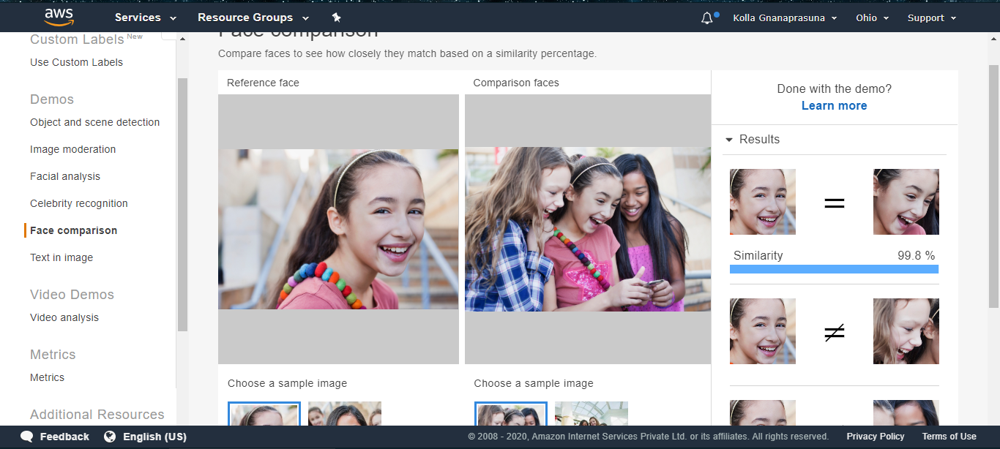 aws
Services
Resource Groups
Kolla Gnanaprasuna
Ohio
Support
Custom Labels New
Use Custom Labels
Demos
Object and scene detection
Image moderation
Facial analysis
Celebrity recognition
Face comparison
Text in image
Video Demos
Video analysis
Metrics
Metrics
Additional Resources
Face comparison
Compare faces to see how closely they match based on a similarity percentage.
Reference face
Choose a sample image
Comparison faces
Choose a sample image
Done with the demo?
Learn more
Results
=
Similarity 99.8 %
≠
Feedback
English (US)
© 2008 - 2020, Amazon Internet Services Private Ltd. or its affiliates. All rights reserved.
Privacy Policy
Terms of Use